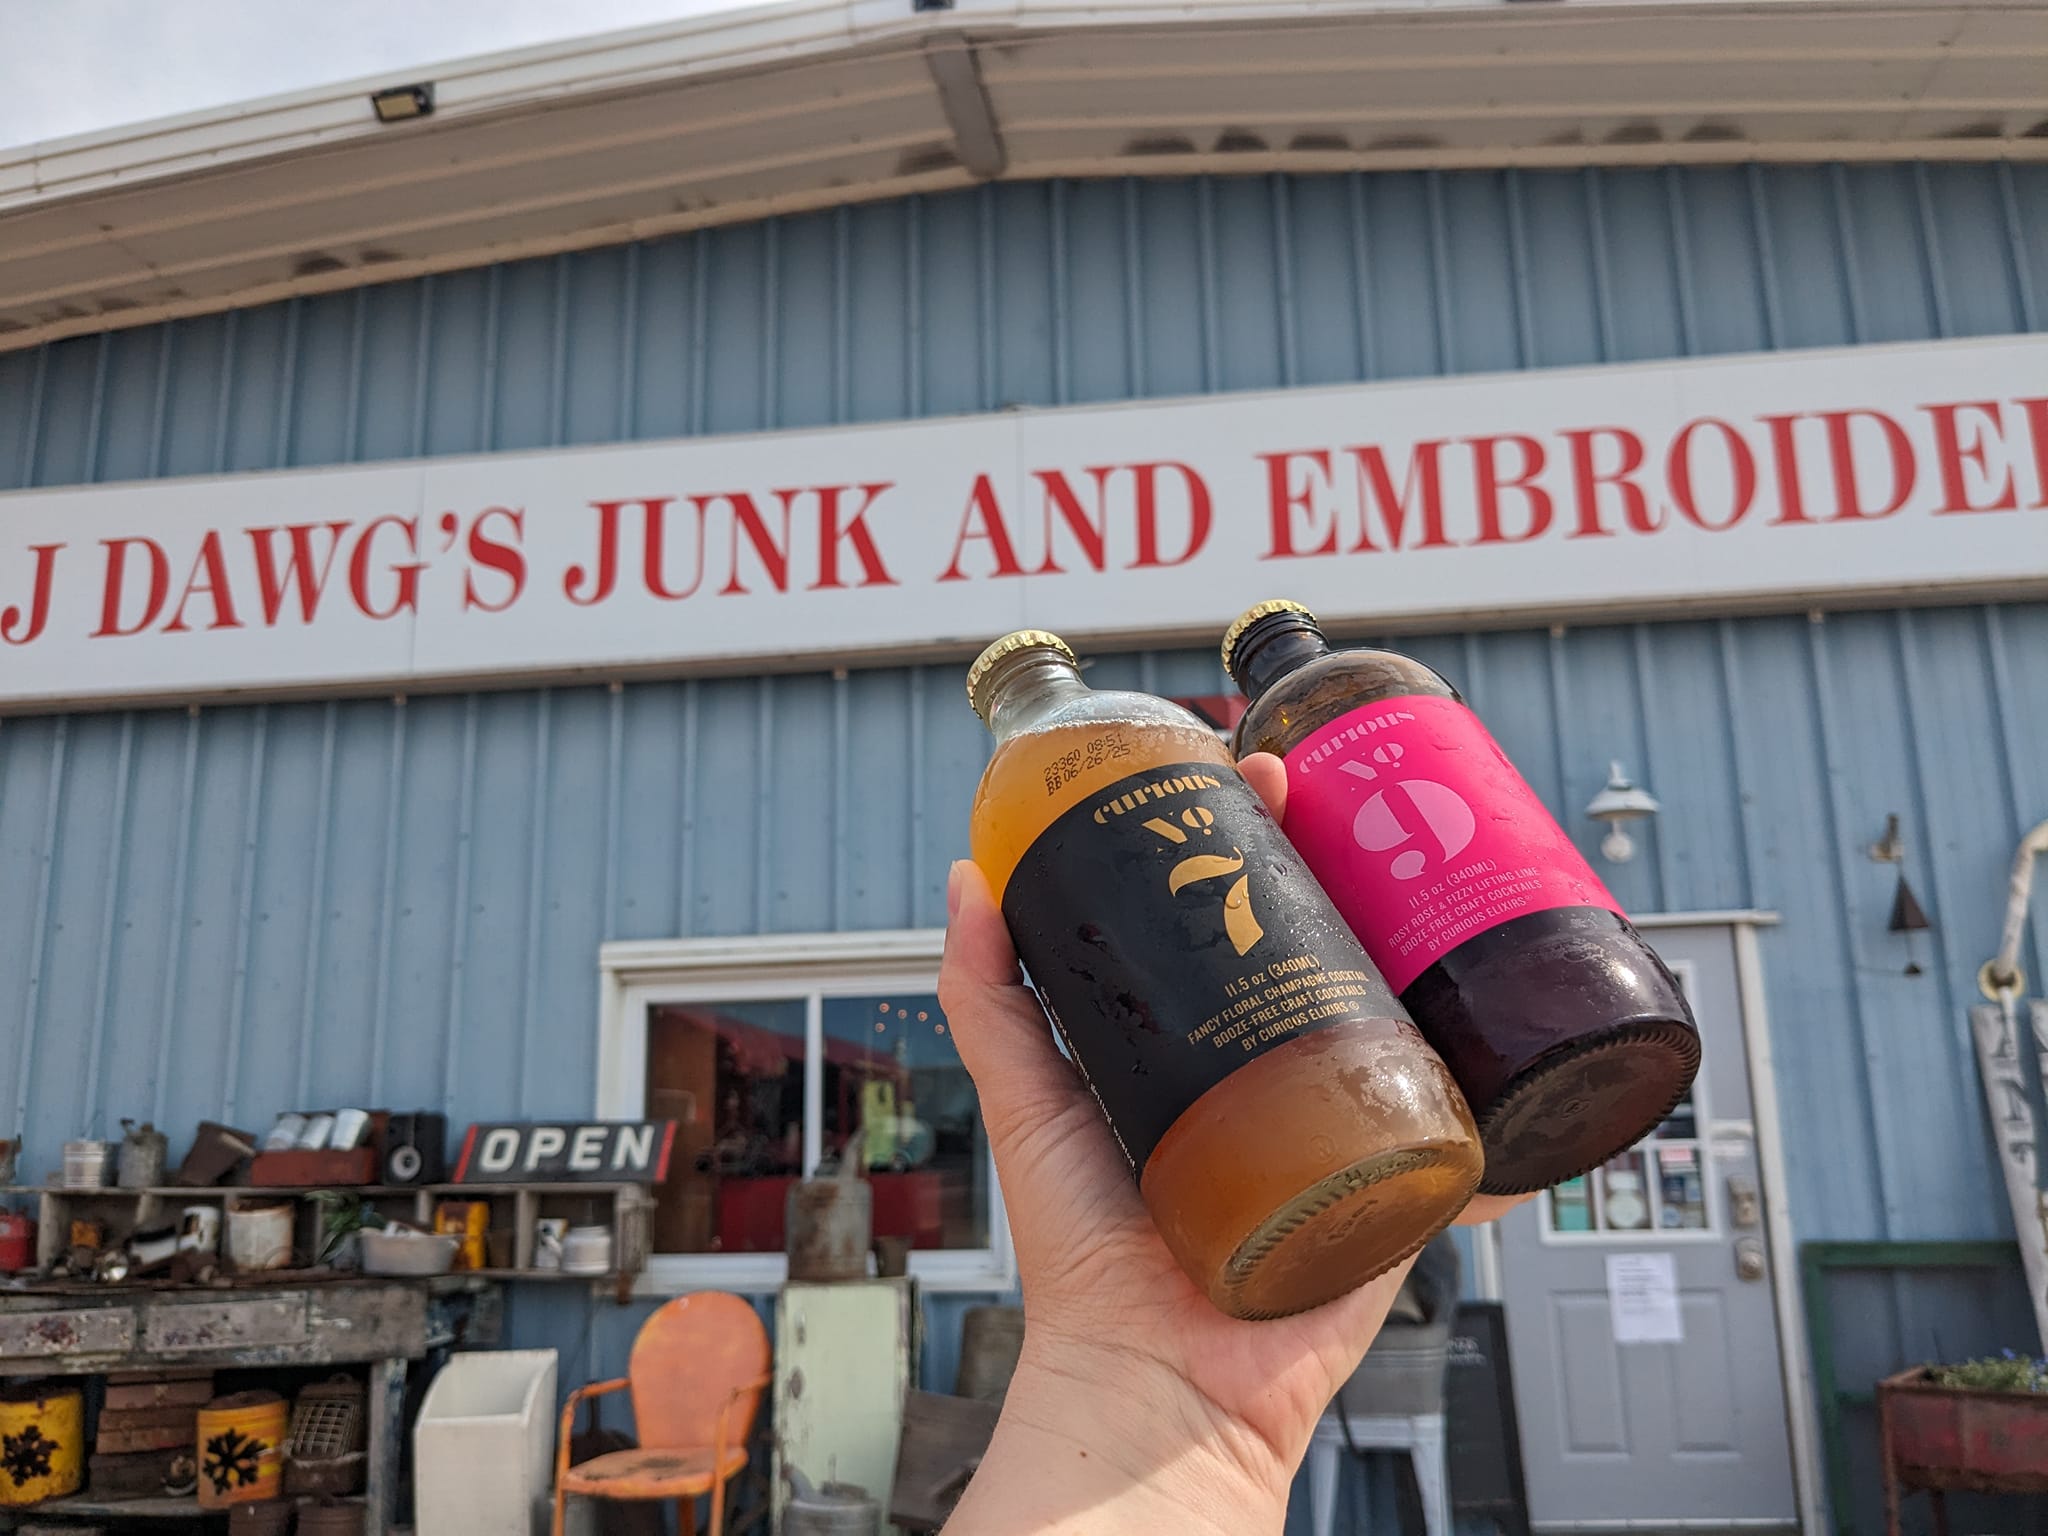 J DAWG'S JUNK AND EMBROIDE
23360 08:51
BB 06/26/25
curious
No
7
11.5 oz (340ML)
FANCY FLORAL CHAMPAGNE COCKTAIL
BOOZE-FREE CRAFT COCKTAILS
BY CURIOUS ELIXIRS®
curious
No
9
11.5 oz (340ML)
ROSY ROSÉ & FIZZY LIFTING LIME
BOOZE-FREE CRAFT COCKTAILS
BY CURIOUS ELIXIRS®
OPEN